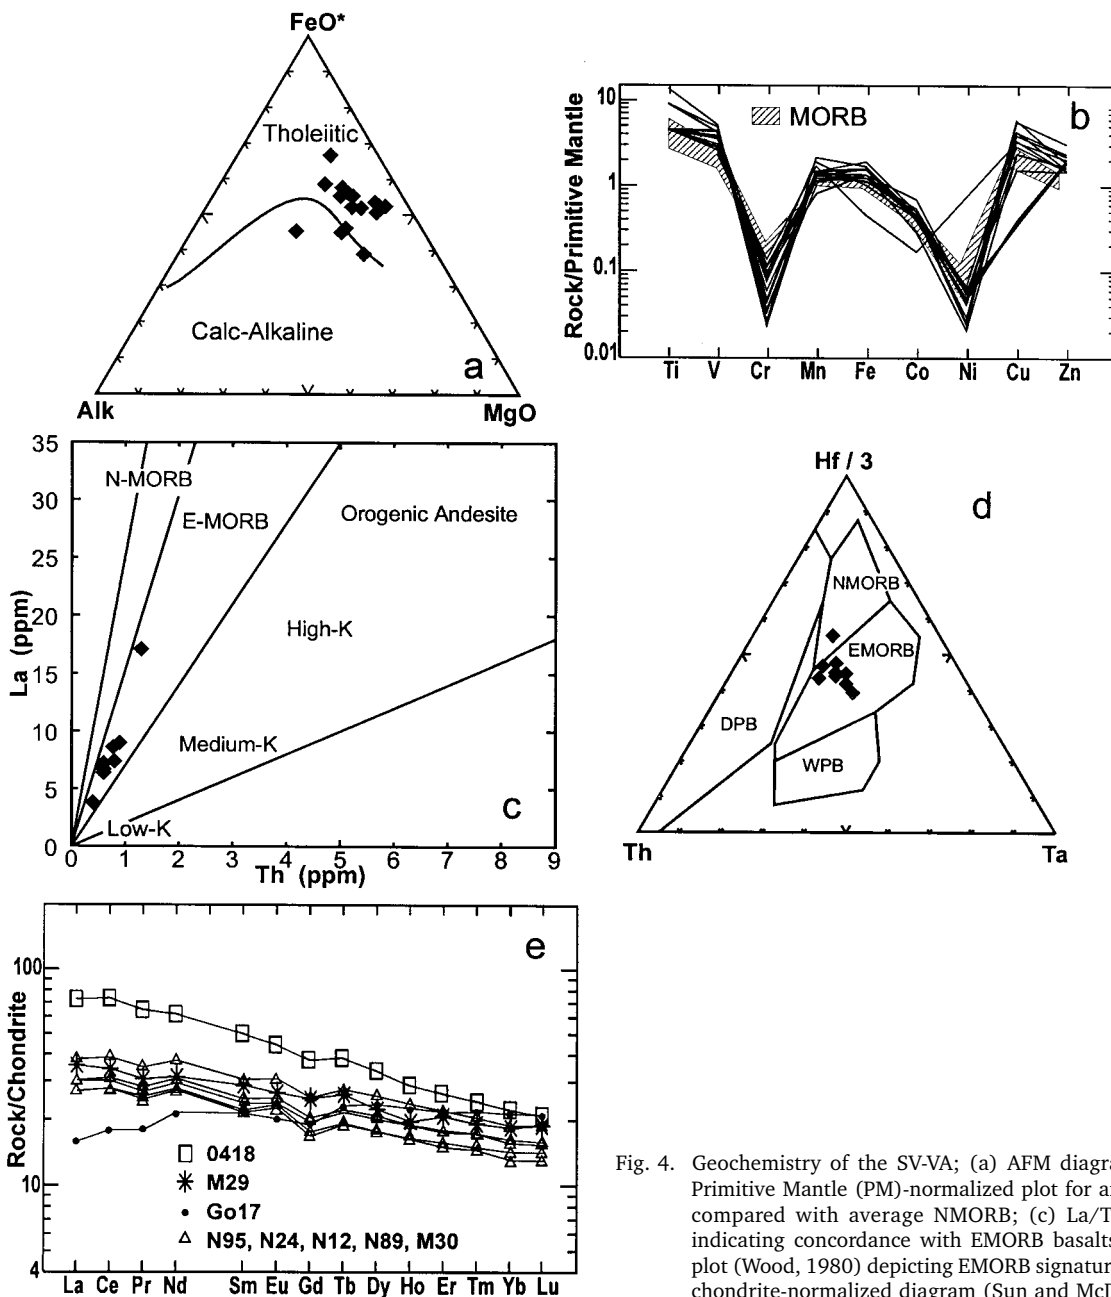 FeO*
Tholeiitic
Calc-Alkaline
a
Alk
MgO
Rock/Primitive Mantle
10
1
0.1
0.01
MORB
b
Ti V Cr Mn Fe Co Ni Cu Zn
La (ppm)
35
30
25
20
15
10
5
0
N-MORB
E-MORB
Orogenic Andesite
High-K
Medium-K
Low-K
c
0 1 2 3 4 5 6 7 8 9
Th (ppm)
Hf / 3
d
NMORB
EMORB
DPB
WPB
Th
Ta
Rock/Chondrite
100
10
4
e
0418
M29
Go17
N95, N24, N12, N89, M30
La Ce Pr Nd Sm Eu Gd Tb Dy Ho Er Tm Yb Lu
Fig. 4. Geochemistry of the SV-VA; (a) AFM diagra
Primitive Mantle (PM)-normalized plot for a
compared with average NMORB; (c) La/T
indicating concordance with EMORB basalts
plot (Wood, 1980) depicting EMORB signatur
chondrite-normalized diagram (Sun and McD